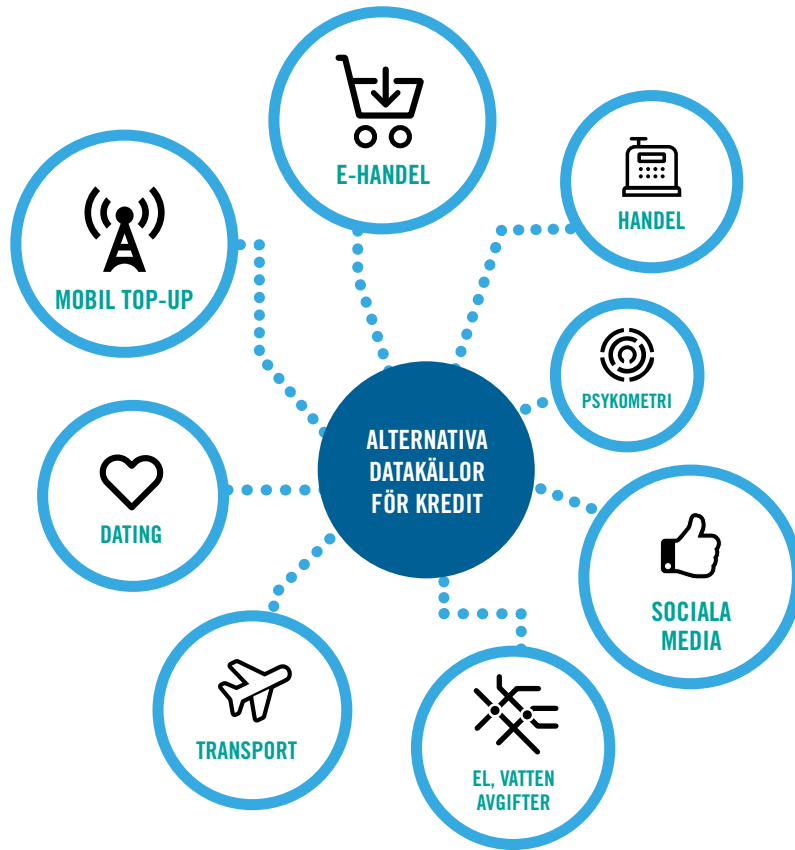 E-HANDEL
HANDEL
MOBIL TOP-UP
PSYKOMETRI
ALTERNATIVA
DATAKÄLLOR
FÖR KREDIT
DATING
SOCIALA
MEDIA
TRANSPORT
EL, VATTEN
AVGIFTER